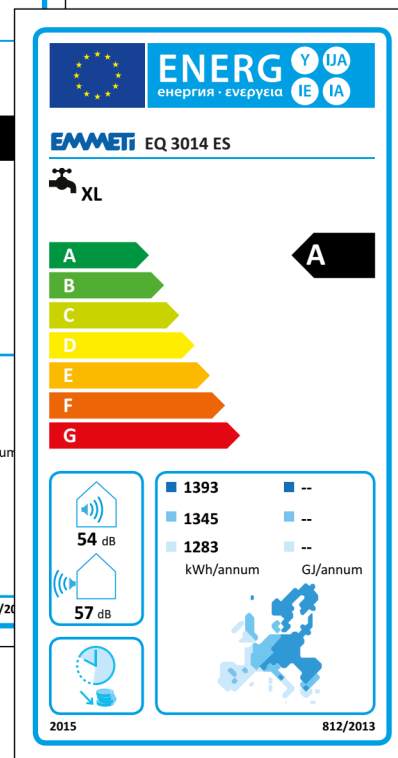 ENERG Y IJA
енергия · ενεργεια IE IA
EMMETi EQ 3014 ES
XL
A
A
B
C
D
E
F
G
1393 --
1345 --
1283 --
kWh/annum GJ/annum
54 dB
57 dB
2015 812/2013